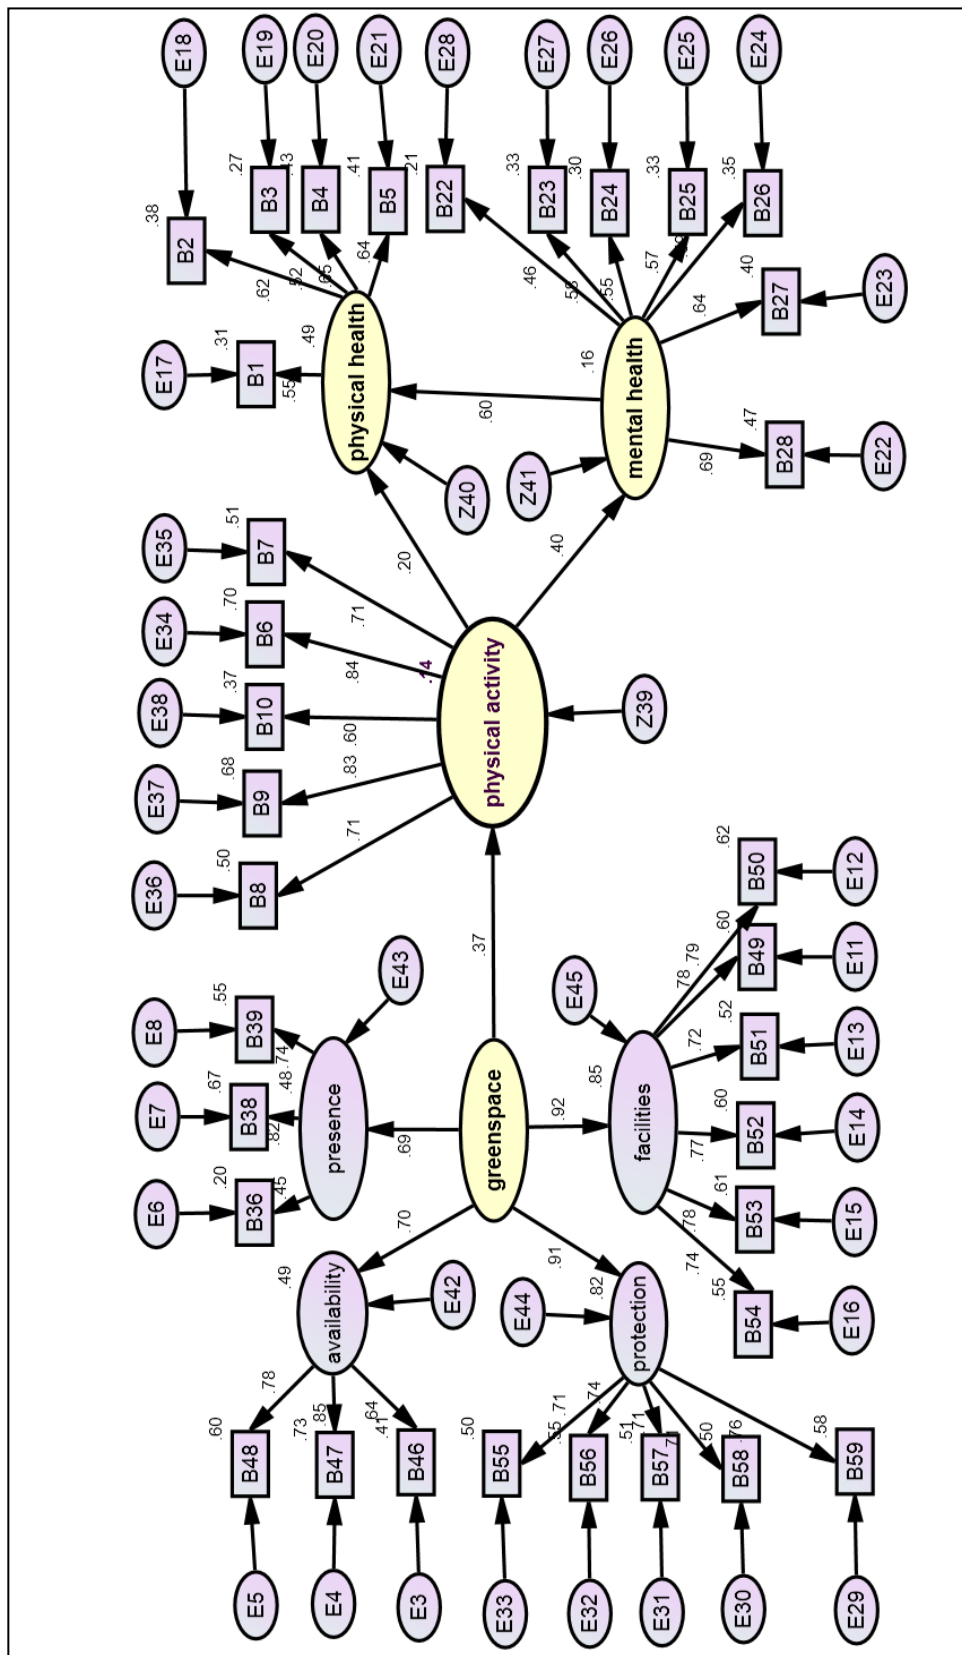 E6
E7
E8
E36
E37
E38
E34
E35
E17
E18
.60
.20
.67
.55
.50
.68
.37
.70
.51
.31
.38
B2
E5
B48
B36
B38
B39
B8
B9
B10
B6
B7
B1
.27
B3
E19
.78
.45
.82
.48
.74
.55
.62
.52
.49
.73
.85
.65
E4
B47
B4
E20
availability
presence
.71
.83
.60
.84
.71
physical health
.64
.41
.64
.41
B5
E21
E3
B46
.70
.69
E43
.14
.20
.21
B22
E28
E42
Z40
.50
.37
.60
E33
B55
greenspace
physical activity
.46
E44
Z41
.33
.55
.71
.91
.92
.40
B23
E27
E32
B56
.74
.82
E45
.85
.16
.30
.55
B24
E26
.51
.71
E31
B57
protection
facilities
Z39
mental health
.57
.33
B25
E25
.50
.74
.78
.77
.72
.78
.79
.69
.64
E30
B58
.76
.55
.61
.60
.52
.60
.62
.47
.40
.35
B54
B53
B52
B51
B49
B50
B28
B27
B26
E24
.58
E29
B59
E16
E15
E14
E13
E11
E12
E22
E23